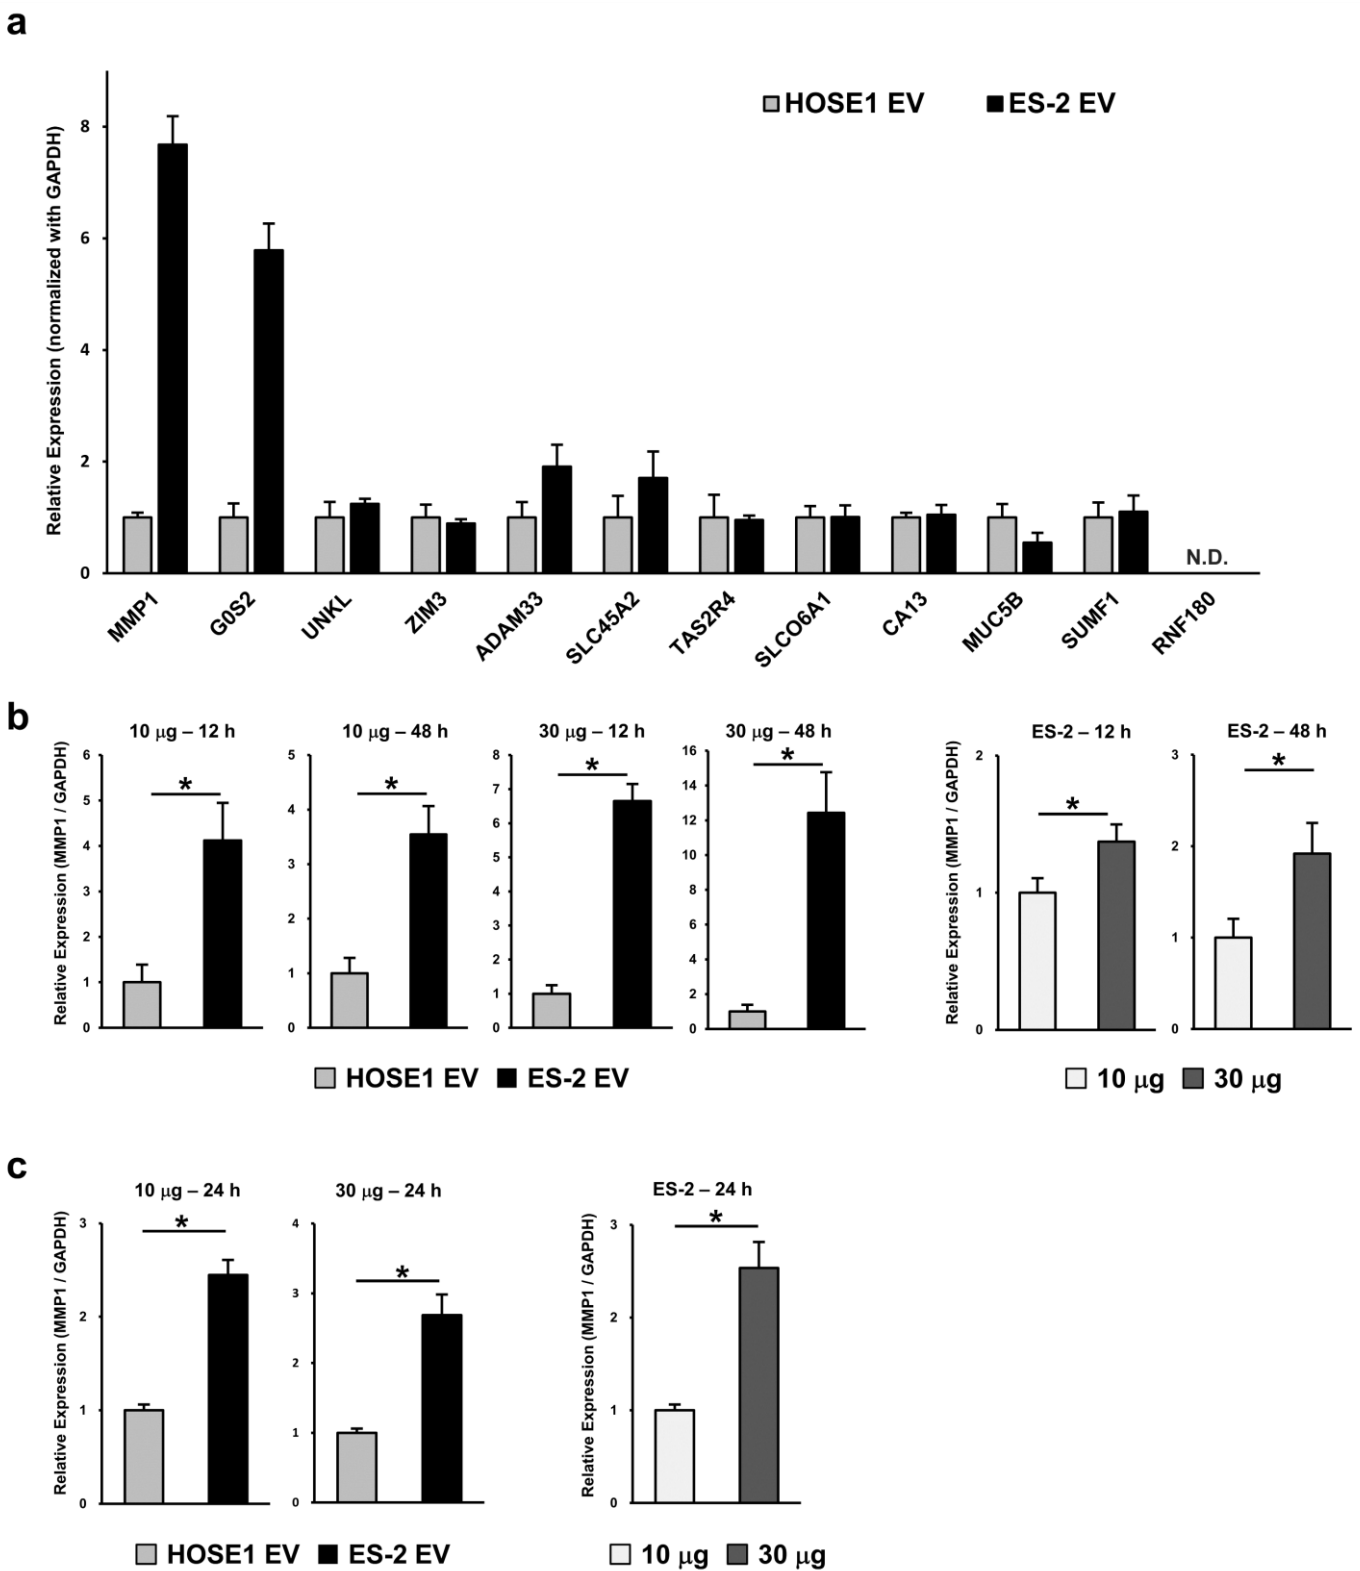 a
HOSE1 EV ES-2 EV
Relative Expression (normalized with GAPDH)
8
6
4
2
0
N.D.
MMP1 G0S2 UNKL ZIM3 ADAM33 SLC45A2 TAS2R4 SLCO6A1 CA13 MUC5B SUMF1 RNF180
b
10 μg – 12 h
Relative Expression (MMP1 / GAPDH)
6
5
4
3
2
1
0
*
10 μg – 48 h
5
4
3
2
1
0
*
30 μg – 12 h
8
7
6
5
4
3
2
1
0
*
30 μg – 48 h
16
14
12
10
8
6
4
2
0
*
HOSE1 EV ES-2 EV
ES-2 – 12 h
Relative Expression (MMP1 / GAPDH)
2
1
0
*
ES-2 – 48 h
3
2
1
0
*
10 μg 30 μg
c
10 μg – 24 h
Relative Expression (MMP1 / GAPDH)
3
2
1
0
*
30 μg – 24 h
4
3
2
1
0
*
HOSE1 EV ES-2 EV
ES-2 – 24 h
Relative Expression (MMP1 / GAPDH)
3
2
1
0
*
10 μg 30 μg